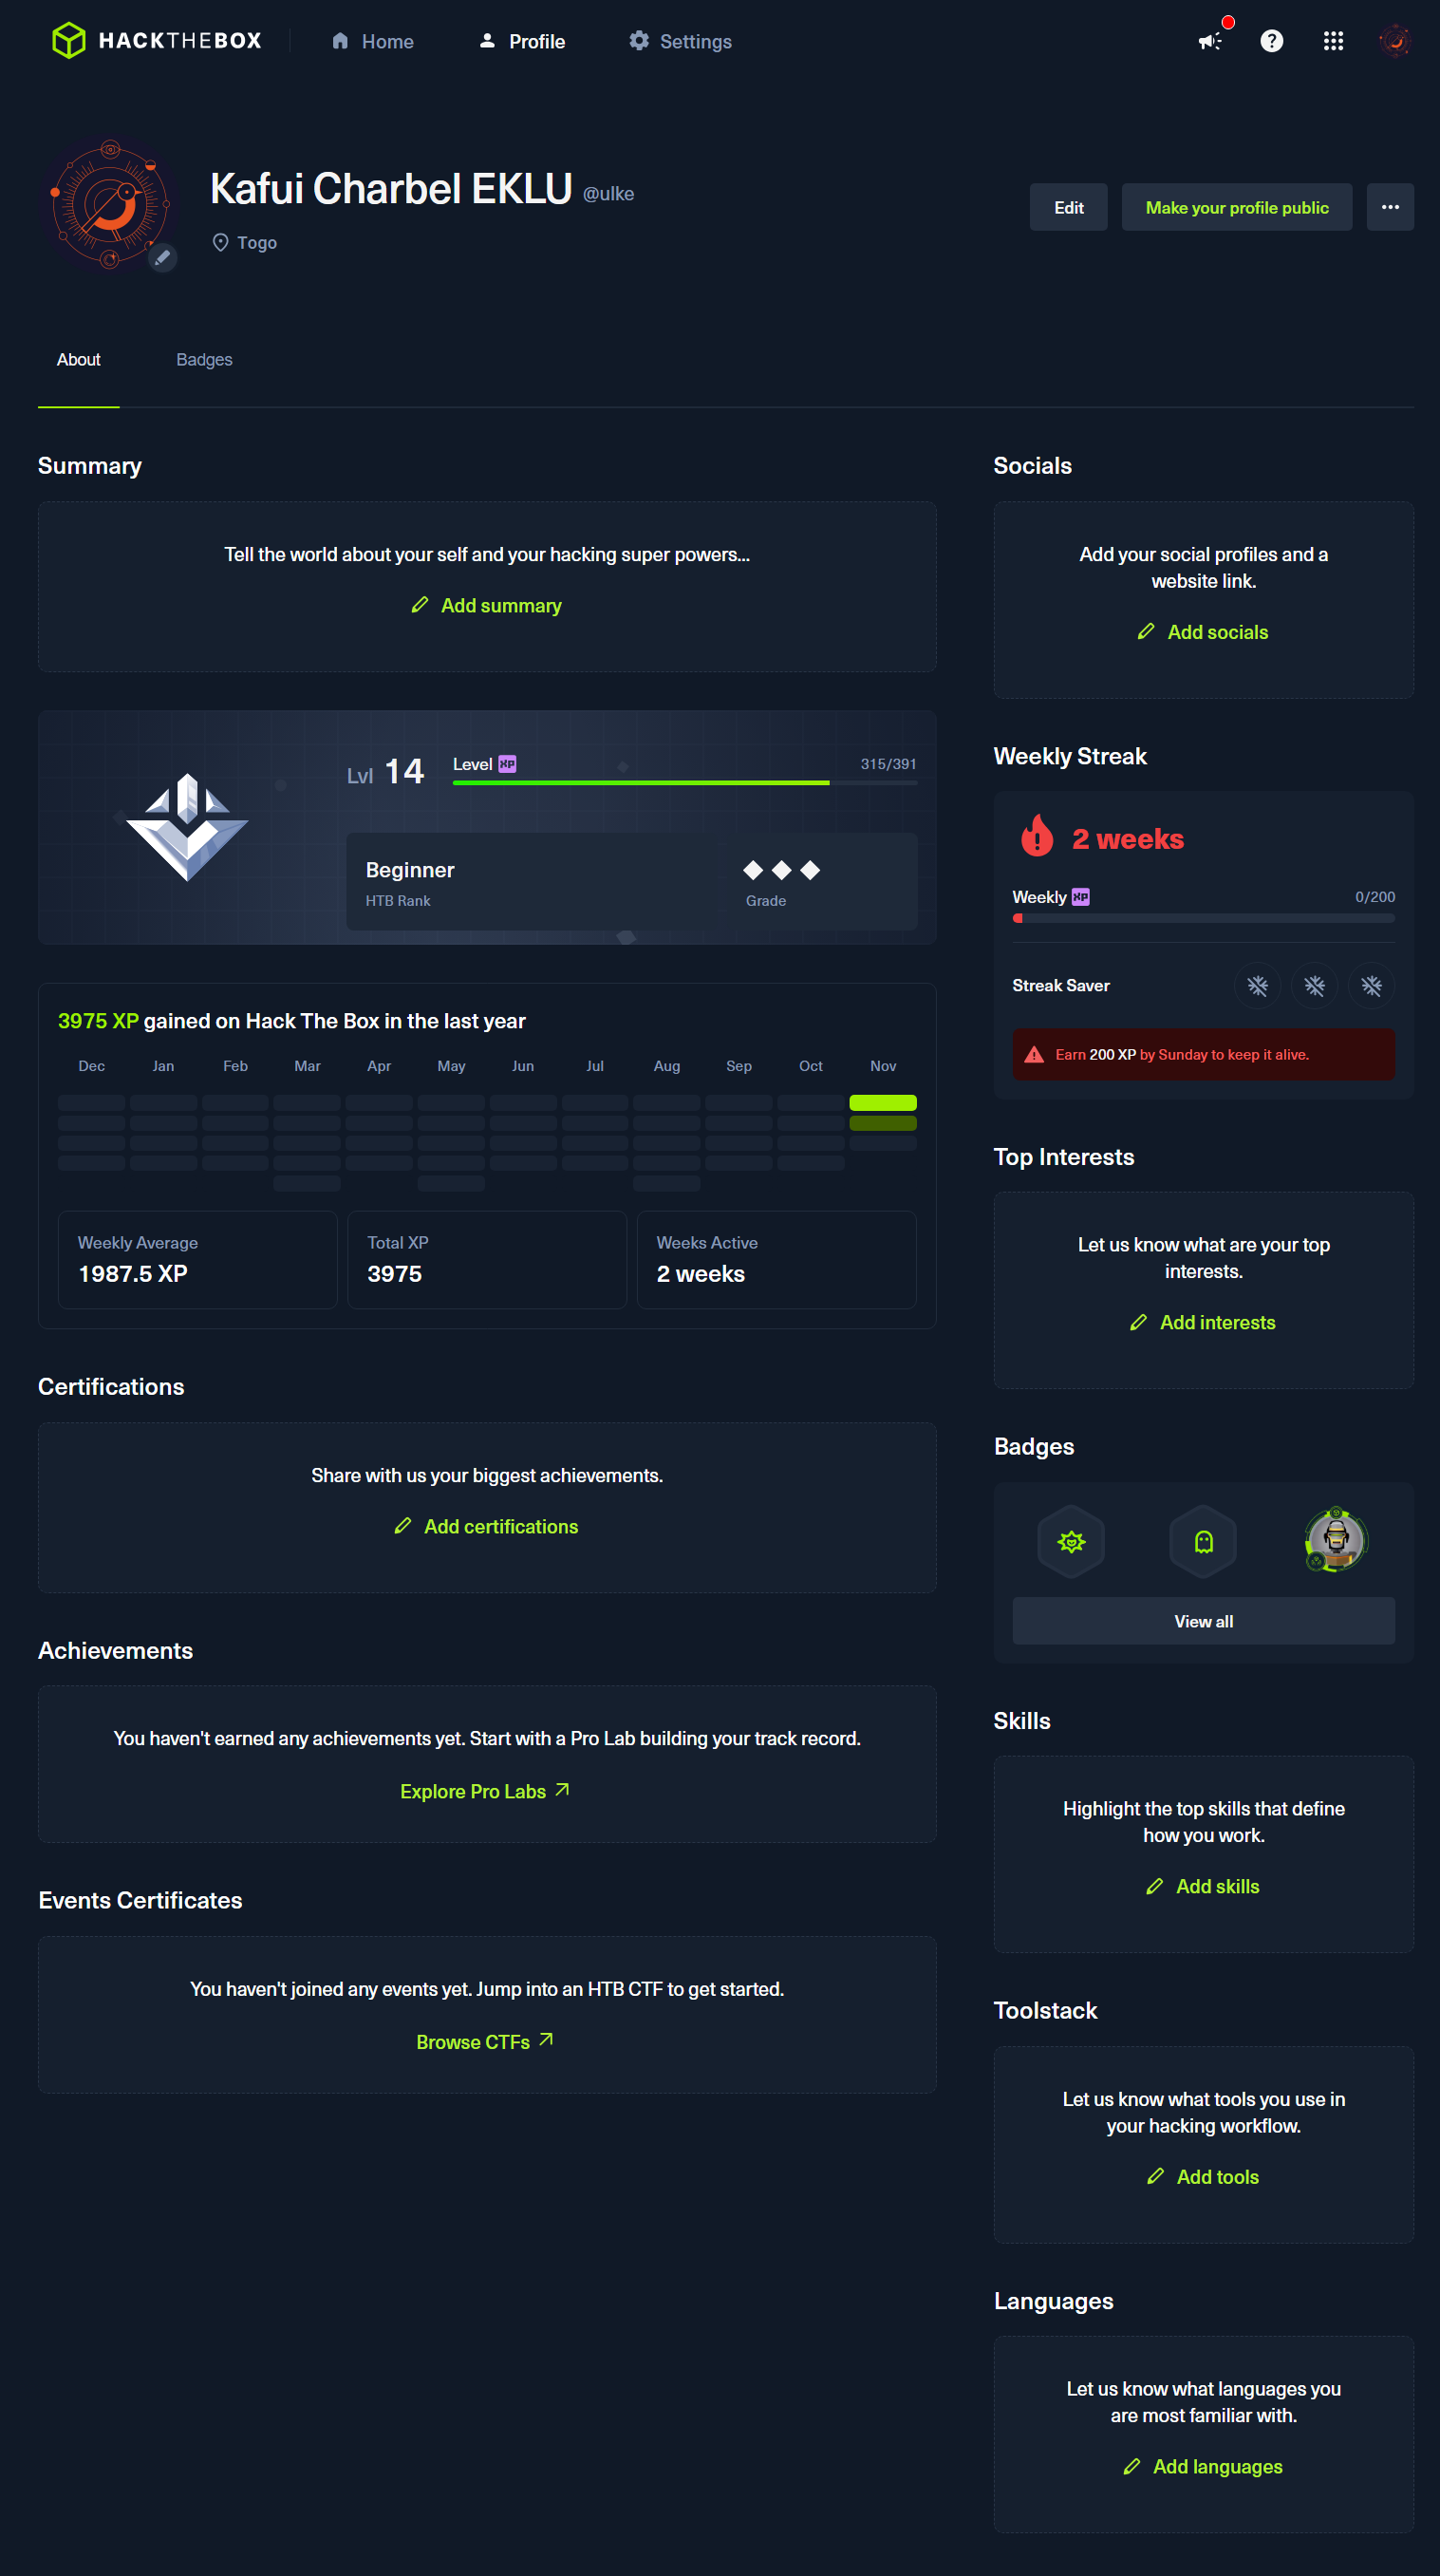 HACKTHEBOX
Home
Profile
Settings
Kafui Charbel EKLU @ulke
Togo
Edit
Make your profile public
About
Badges
Summary
Tell the world about your self and your hacking super powers...
Add summary
Lvl 14
Level XP
315/391
Beginner
HTB Rank
Grade
3975 XP gained on Hack The Box in the last year
Dec Jan Feb Mar Apr May Jun Jul Aug Sep Oct Nov
Weekly Average
1987.5 XP
Total XP
3975
Weeks Active
2 weeks
Certifications
Share with us your biggest achievements.
Add certifications
Achievements
You haven't earned any achievements yet. Start with a Pro Lab building your track record.
Explore Pro Labs
Events Certificates
You haven't joined any events yet. Jump into an HTB CTF to get started.
Browse CTFs
Socials
Add your social profiles and a
website link.
Add socials
Weekly Streak
2 weeks
Weekly XP
0/200
Streak Saver
Earn 200 XP by Sunday to keep it alive.
Top Interests
Let us know what are your top
interests.
Add interests
Badges
View all
Skills
Highlight the top skills that define
how you work.
Add skills
Toolstack
Let us know what tools you use in
your hacking workflow.
Add tools
Languages
Let us know what languages you
are most familiar with.
Add languages